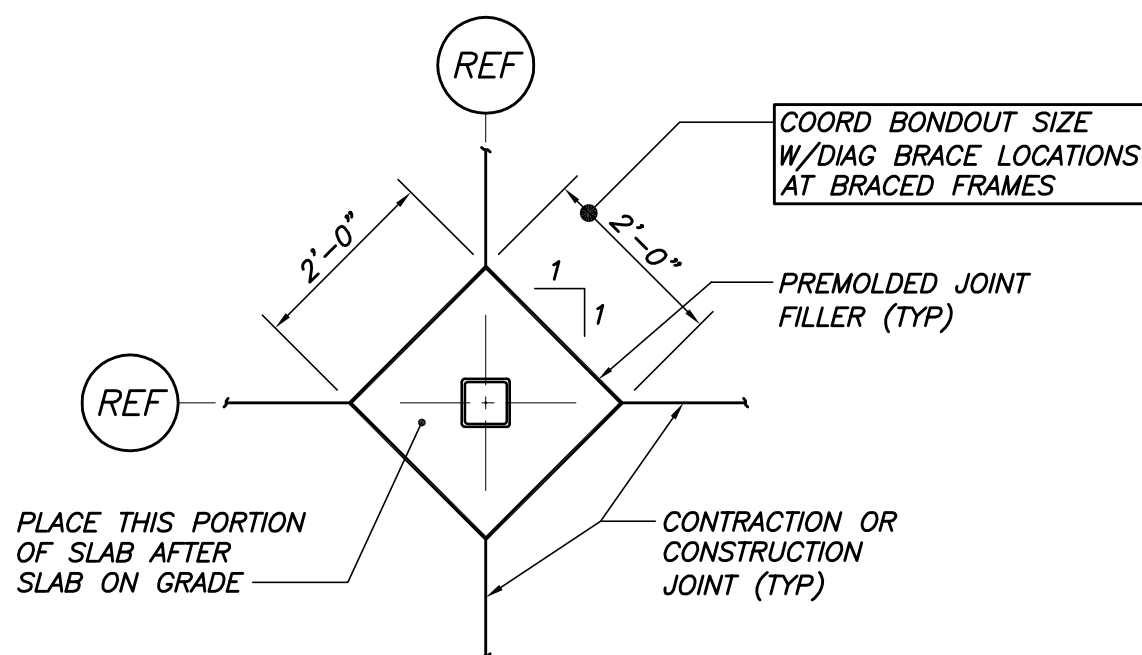 REF
COORD BONDOUT SIZE
W/DIAG BRACE LOCATIONS
AT BRACED FRAMES
2'-0"
2'-0"
1
1
PREMOLDED JOINT
FILLER (TYP)
REF
PLACE THIS PORTION
OF SLAB AFTER
SLAB ON GRADE
CONTRACTION OR
CONSTRUCTION
JOINT (TYP)